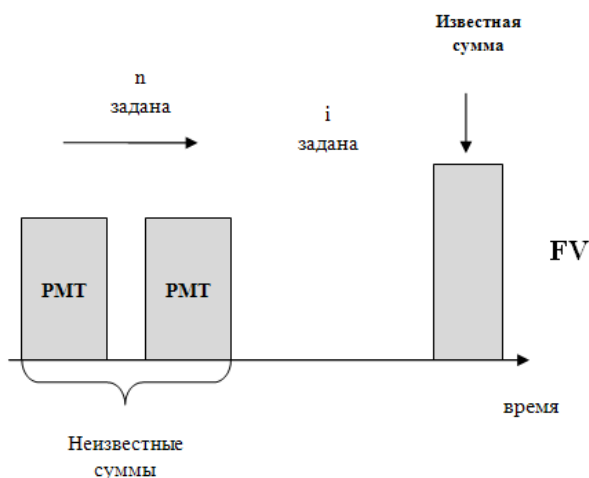 Известная
сумма
n
задана
i
задана
FV
PMT
PMT
время
Неизвестные
суммы